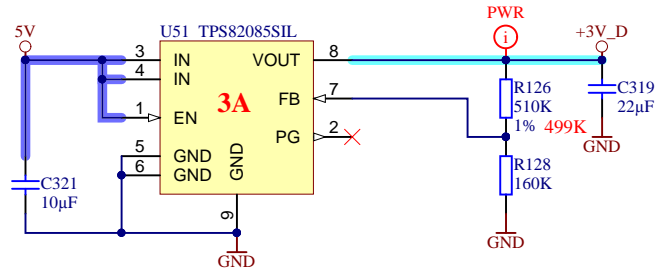 U51 TPS82085SIL
PWR
5V
+3V_D
3 IN
4 IN
1 EN
5 GND
6 GND
GND
9
3A
VOUT 8
FB 7
PG 2
i
R126
510K
1% 499K
R128
160K
C319
22µF
GND
C321
10µF
GND
GND